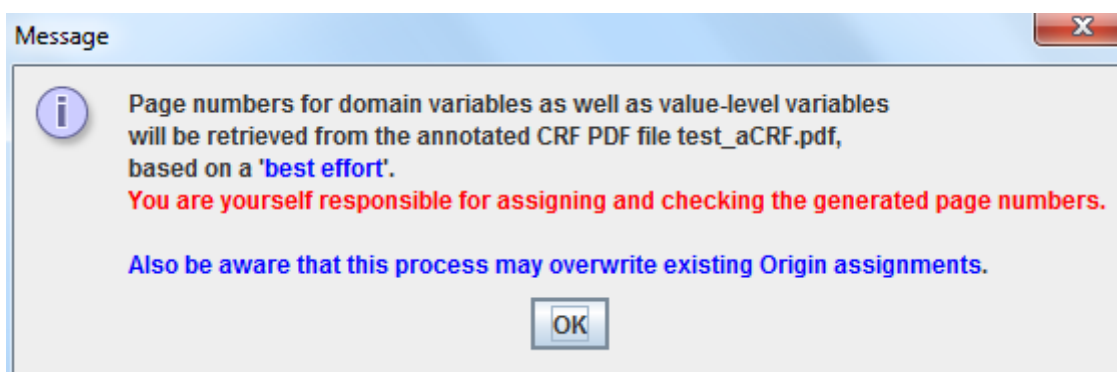 Message
X
i
Page numbers for domain variables as well as value-level variables
will be retrieved from the annotated CRF PDF file test_aCRF.pdf,
based on a 'best effort'.
You are yourself responsible for assigning and checking the generated page numbers.
Also be aware that this process may overwrite existing Origin assignments.
OK